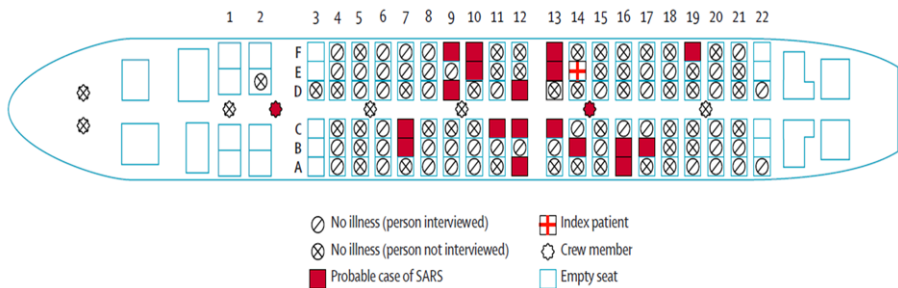 1 2 3 4 5 6 7 8 9 10 11 12 13 14 15 16 17 18 19 20 21 22
F
E
D
C
B
A
No illness (person interviewed)
Index patient
No illness (person not interviewed)
Crew member
Probable case of SARS
Empty seat